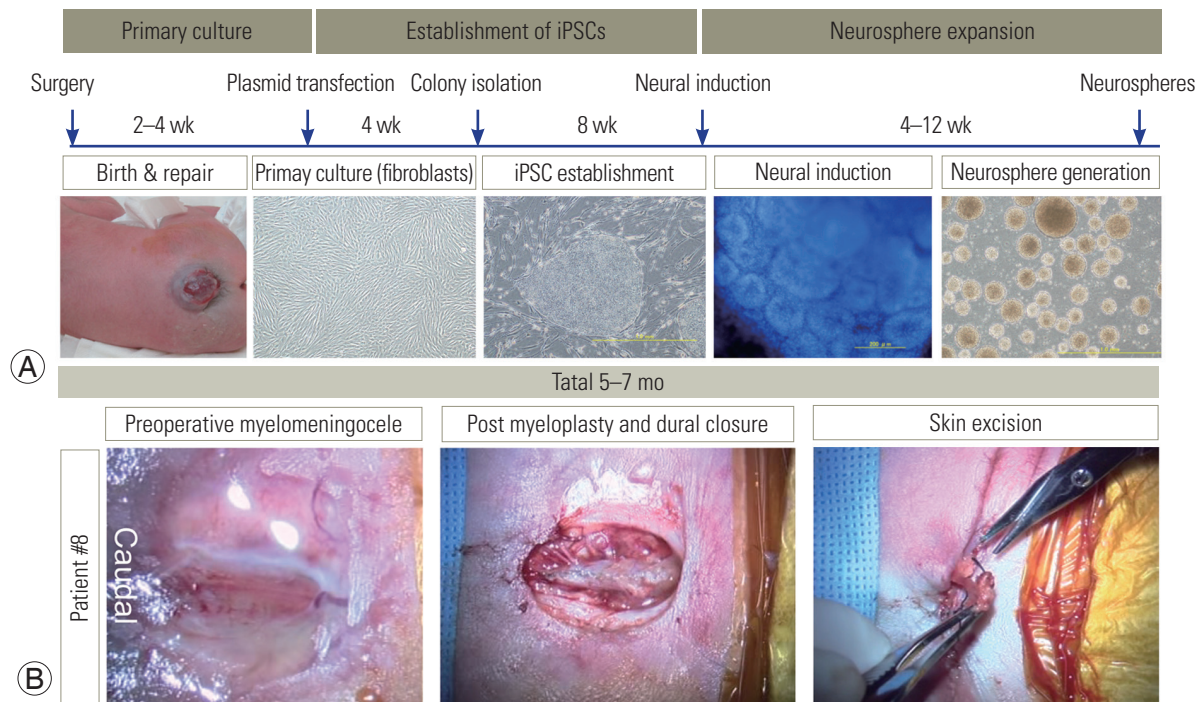 Primary culture
Establishment of iPSCs
Neurosphere expansion
Surgery
Plasmid transfection
Colony isolation
Neural induction
Neurospheres
2–4 wk
4 wk
8 wk
4–12 wk
Birth & repair
Primay culture (fibroblasts)
iPSC establishment
Neural induction
Neurosphere generation
200 μm
A
Tatal 5–7 mo
Preoperative myelomeningocele
Post myeloplasty and dural closure
Skin excision
Patient #8
Caudal
B